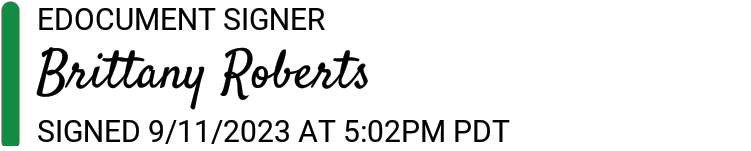 EDOCUMENT SIGNER
Brittany Roberts
SIGNED 9/11/2023 AT 5:02PM PDT